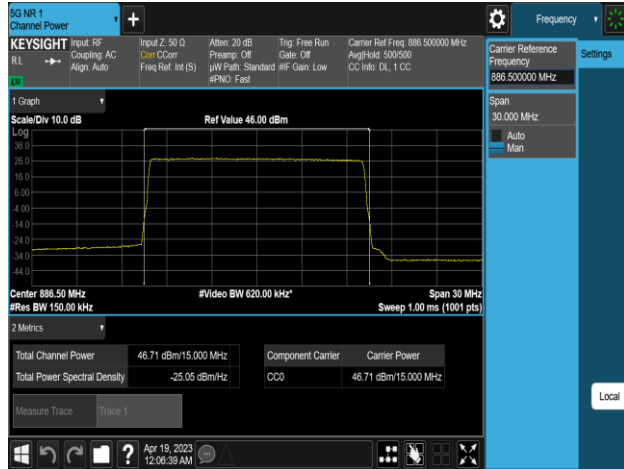 5G NR 1
Channel Power
Frequency
KEYSIGHT
Input: RF
Coupling: AC
Align: Auto
Input Z: 50 Ω
Corr CCorr
Freq Ref: Int (S)
Atten: 20 dB
Preamp: Off
µW Path: Standard
#PNO: Fast
Trig: Free Run
Gate: Off
#IF Gain: Low
Carrier Ref Freq: 886.500000 MHz
Avg|Hold: 500/500
CC Info: DL, 1 CC
R L
Carrier Reference
Frequency
886.500000 MHz
Settings
Span
30.000 MHz
Auto
Man
1 Graph
Scale/Div 10.0 dB
Ref Value 46.00 dBm
Log
36.0
26.0
16.0
6.00
-4.00
-14.0
-24.0
-34.0
-44.0
Center 886.50 MHz
#Video BW 620.00 kHz*
Span 30 MHz
#Res BW 150.00 kHz
Sweep 1.00 ms (1001 pts)
2 Metrics
Total Channel Power 46.71 dBm/15.000 MHz
Total Power Spectral Density -25.05 dBm/Hz
Component Carrier Carrier Power
CC0 46.71 dBm/15.000 MHz
Measure Trace Trace 1
Local
?
Apr 19, 2023
12:06:39 AM